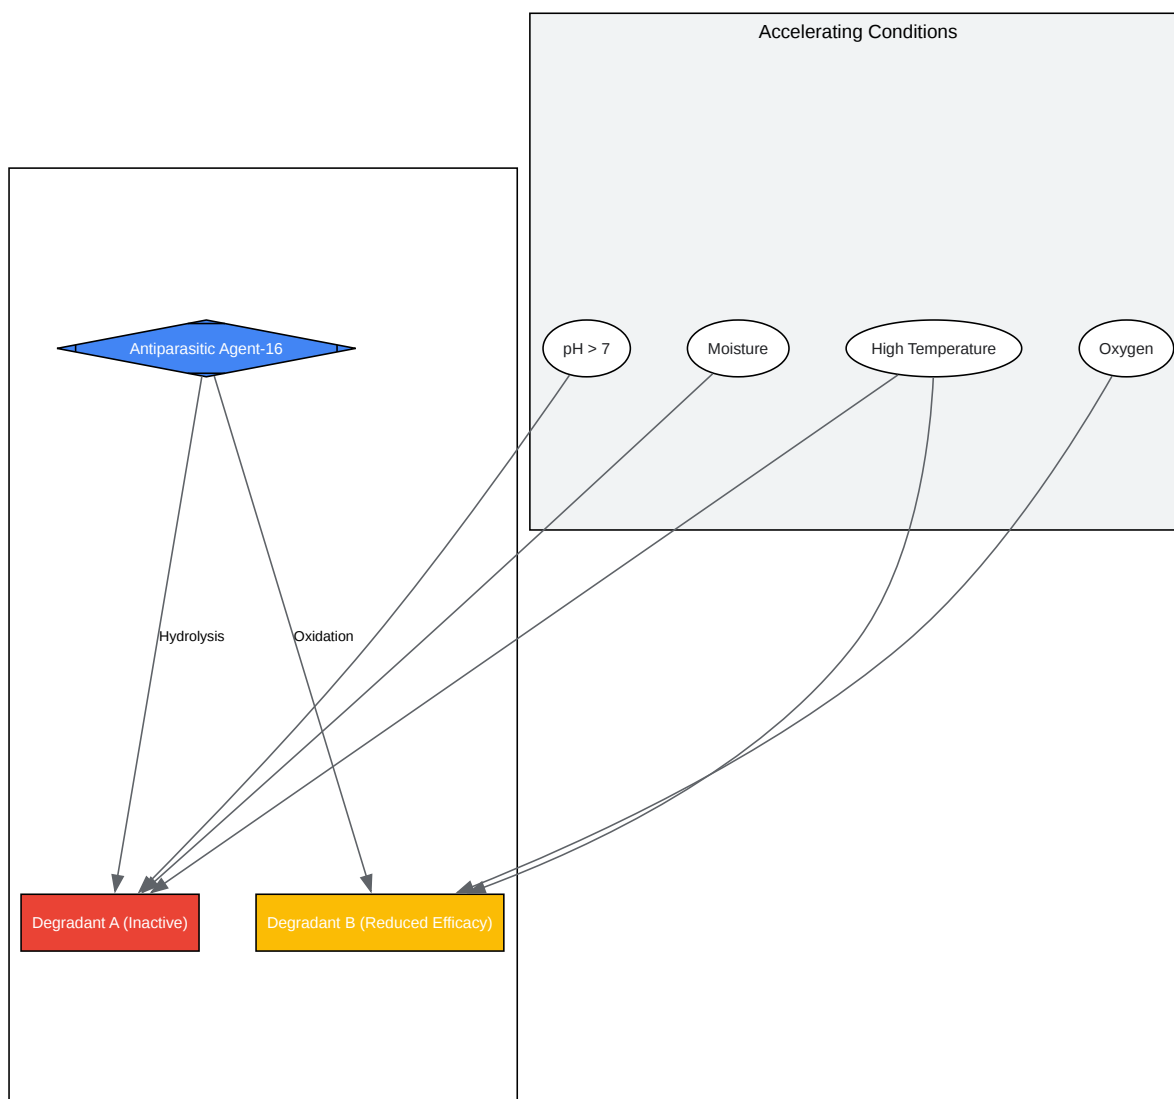 Accelerating Conditions
Antiparasitic Agent-16
pH > 7
Moisture
High Temperature
Oxygen
Hydrolysis
Oxidation
Degradant A (Inactive)
Degradant B (Reduced Efficacy)